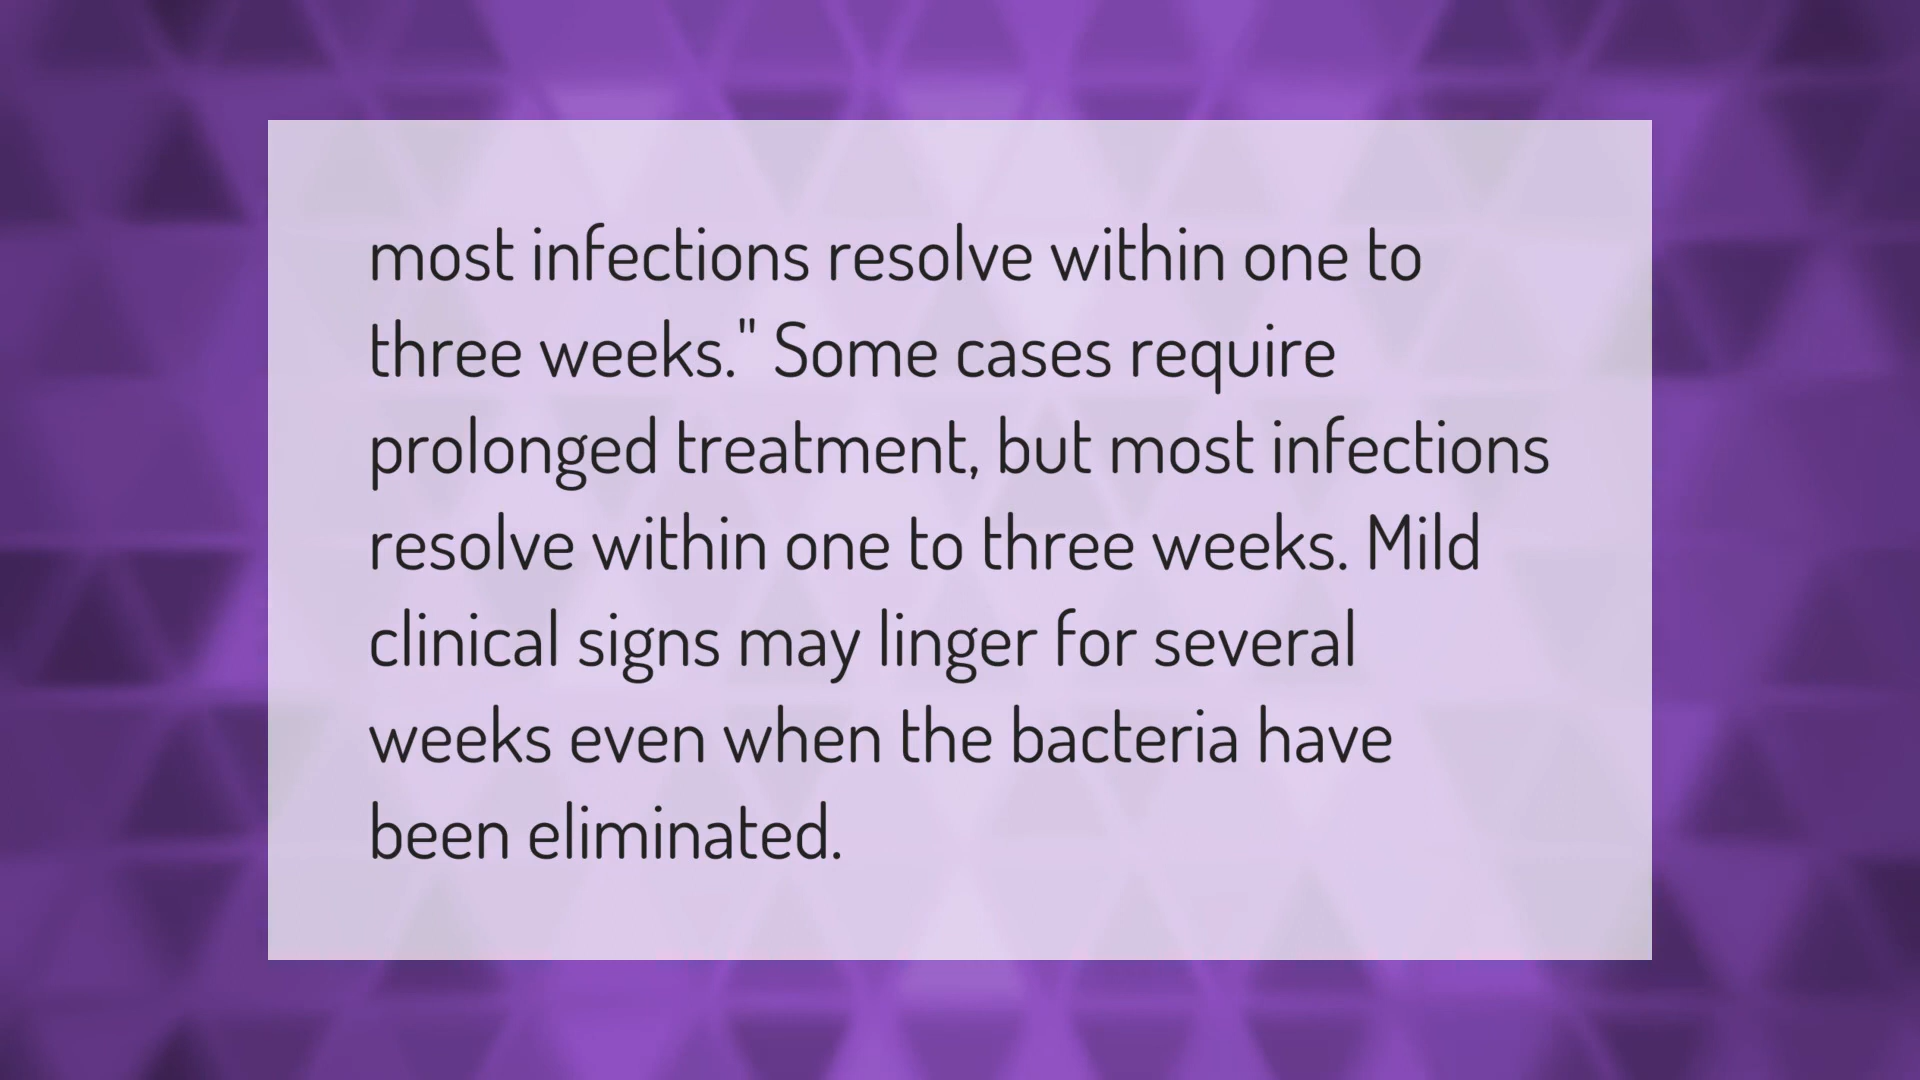 most infections resolve within one to
three weeks." Some cases require
prolonged treatment, but most infections
resolve within one to three weeks. Mild
clinical signs may linger for several
weeks even when the bacteria have
been eliminated.